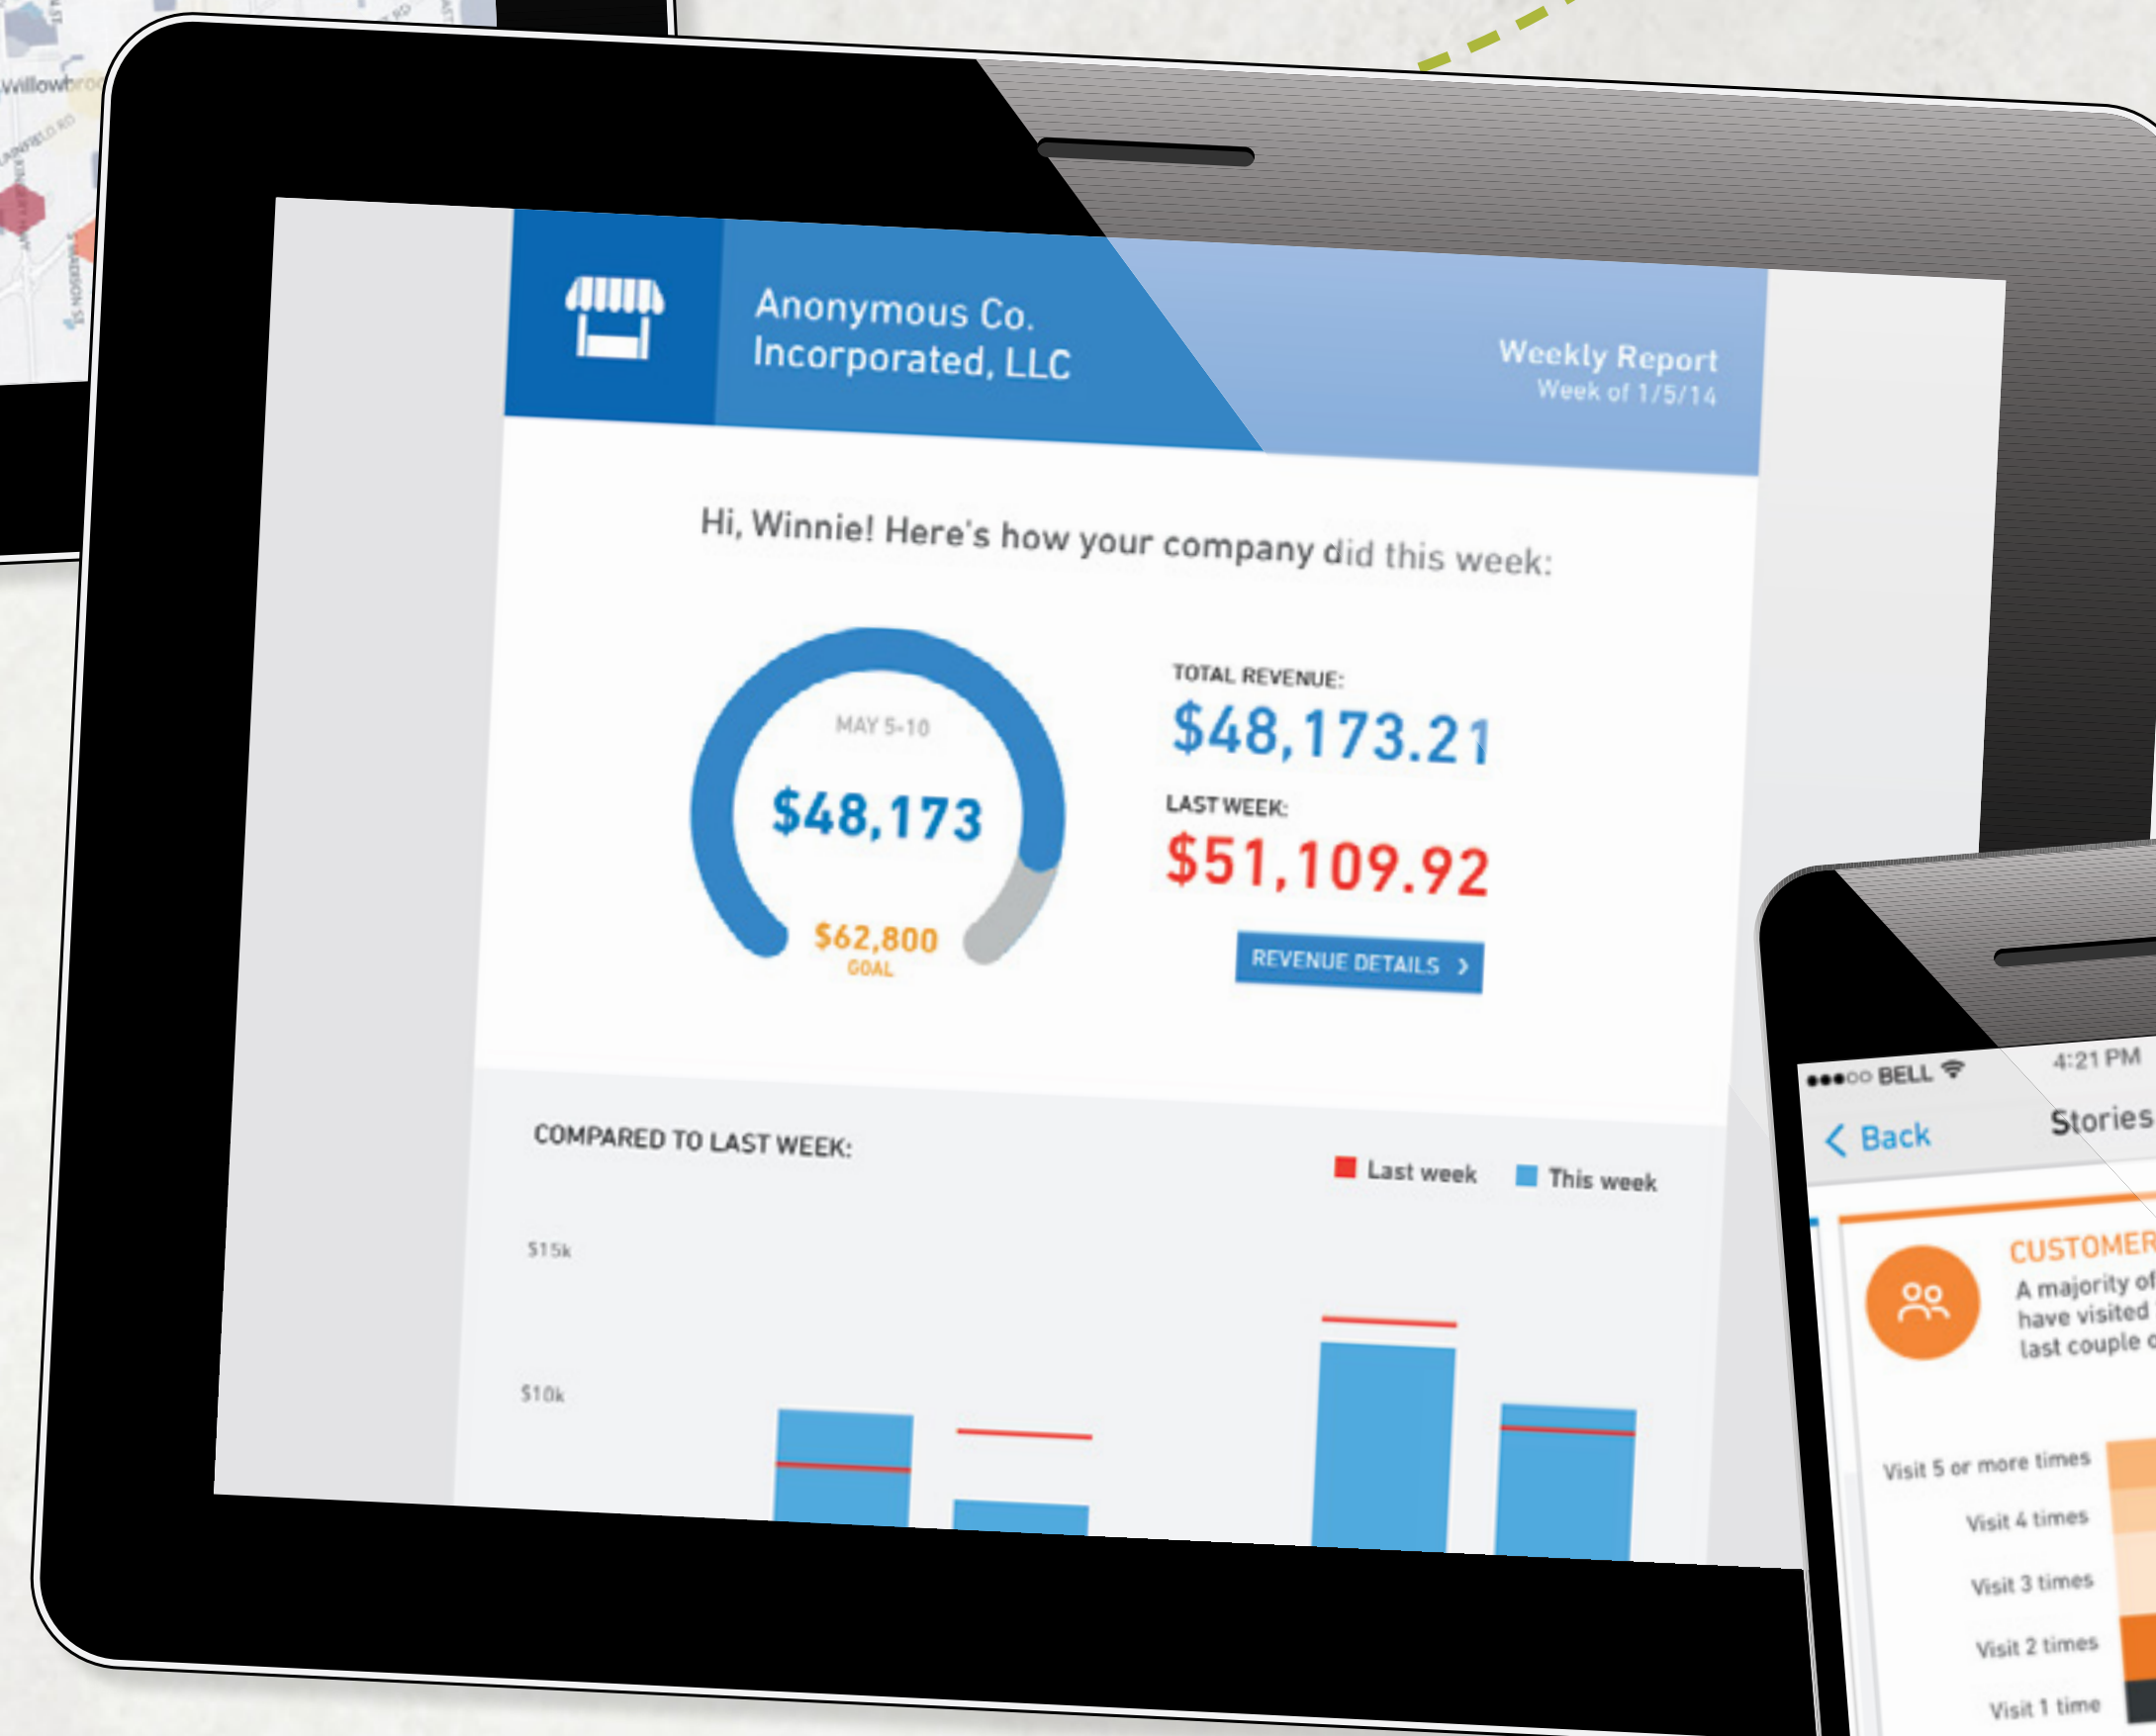 Willowbroo
S MADISON ST
Anonymous Co.
Incorporated, LLC
Weekly Report
Week of 1/5/14
Hi, Winnie! Here's how your company did this week:
MAY 5-10
$48,173
$62,800
GOAL
TOTAL REVENUE:
$48,173.21
LAST WEEK:
$51,109.92
REVENUE DETAILS
COMPARED TO LAST WEEK:
Last week
This week
$15k
$10k
BELL
4:21 PM
Back
Stories
CUSTOMER
A majority of
have visited
last couple
Visit 5 or more times
Visit 4 times
Visit 3 times
Visit 2 times
Visit 1 time